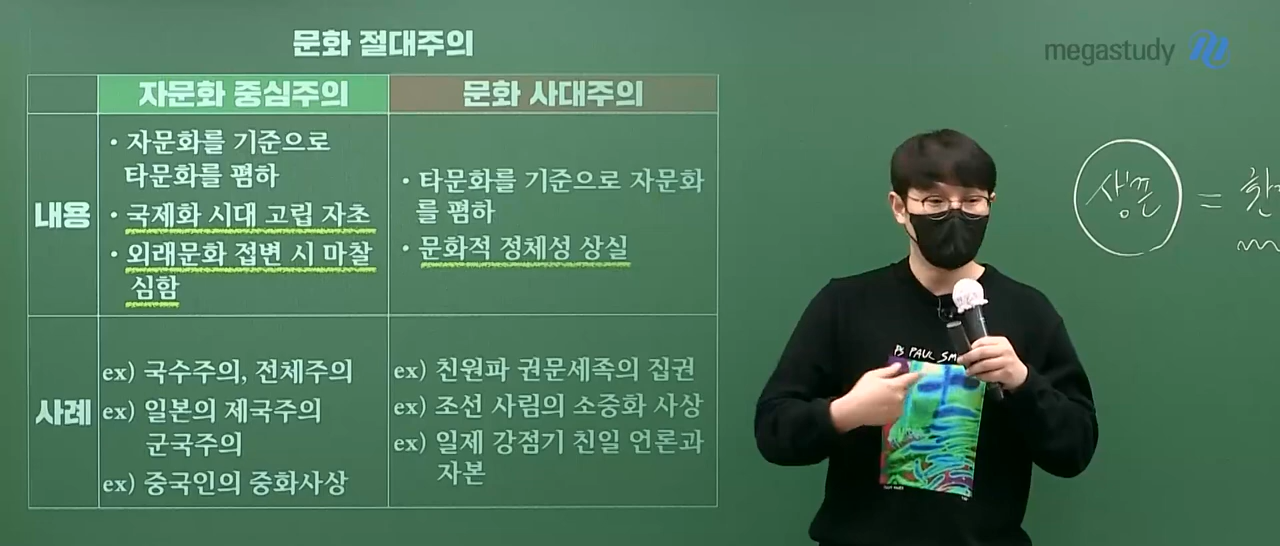 문화 절대주의
megastudy
자문화 중심주의
문화 사대주의
내용
• 자문화를 기준으로
타문화를 폄하
• 국제화 시대 고립 자초
• 외래문화 접변 시 마찰
심함
• 타문화를 기준으로 자문화
를 폄하
• 문화적 정체성 상실
사례
ex) 국수주의, 전체주의
ex) 일본의 제국주의
군국주의
ex) 중국인의 중화사상
ex) 친원파 권문세족의 집권
ex) 조선 사림의 소중화 사상
ex) 일제 강점기 친일 언론과
자본
생존 =
PS PAUL SM